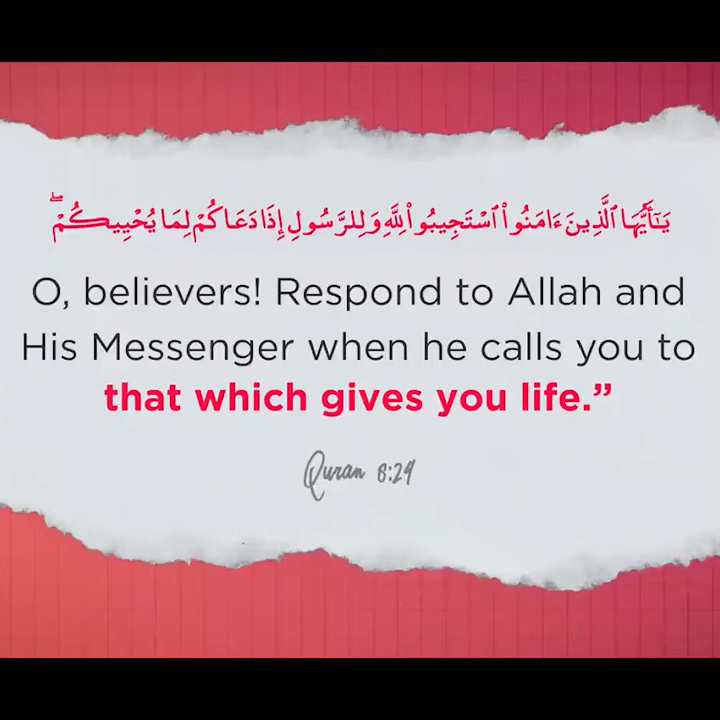 يَـٰٓأَيُّهَا ٱلَّذِينَ ءَامَنُوا۟ ٱسْتَجِيبُوا۟ لِلَّهِ وَلِلرَّسُولِ إِذَا دَعَاكُمْ لِمَا يُحْيِيكُمْ ۖ
O, believers! Respond to Allah and
His Messenger when he calls you to
that which gives you life.”
Quran 8:24